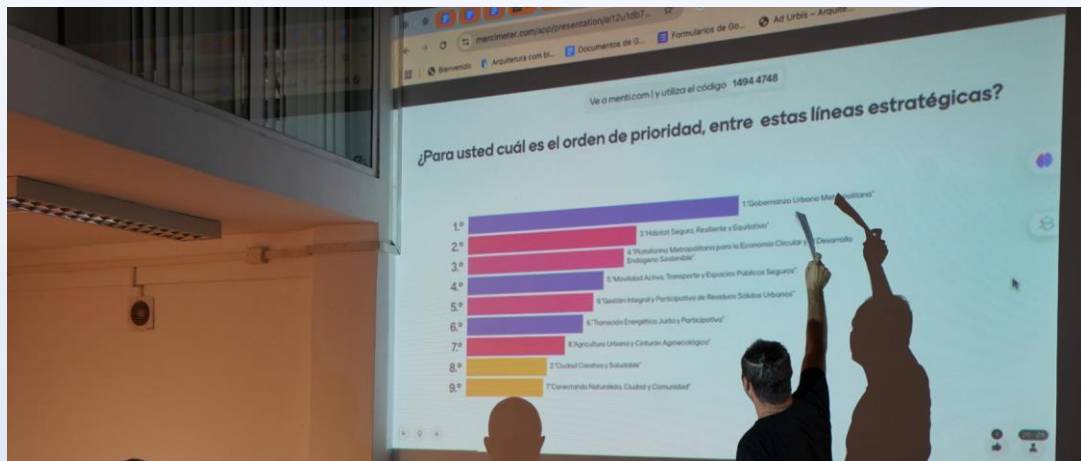 mentimeter.com/app/presentation/al12u1db7...
Bienvenido Arquitetura com bi... Documentos de G... Formularios de Go... Ad Urbis – Arquite...
Ve a menti.com | y utiliza el código 1494 4748
¿Para usted cuál es el orden de prioridad, entre estas líneas estratégicas?
1.º 1."Gobernanza Urbana Metropolitana"
2.º 3."Hábitat Seguro, Resiliente y Equitativo"
3.º 4."Plataforma Metropolitana para la Economía Circular y Desarrollo
Endógeno Sostenible"
4.º 5."Movilidad Activa, Transporte y Espacios Públicos Seguros"
5.º 9."Gestión Integral y Participativa de Residuos Sólidos Urbanos"
6.º 6."Transición Energética Justa y Participativa"
7.º 8."Agricultura Urbana y Cinturón Agroecológico"
8.º 2."Ciudad Creativa y Saludable"
9.º 7."Conectando Naturaleza, Ciudad y Comunidad"